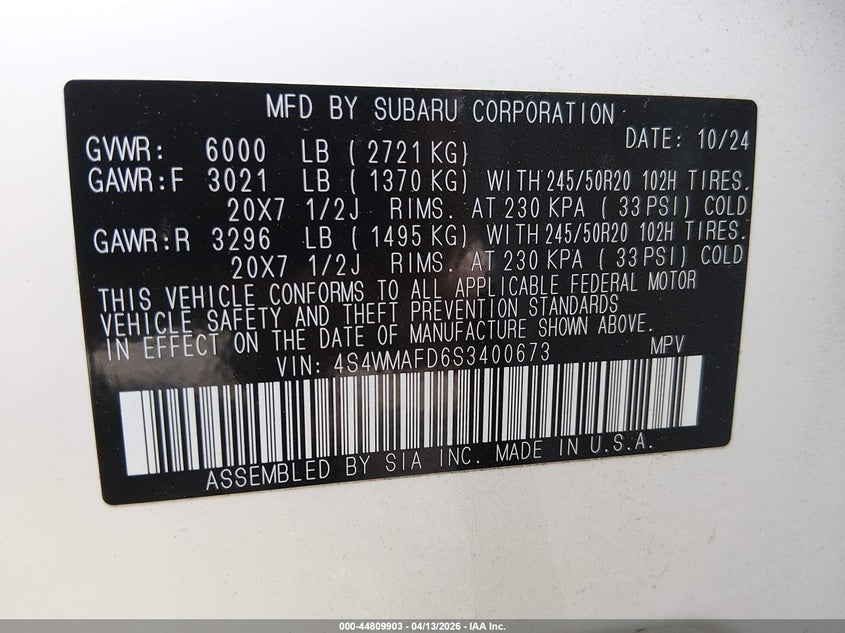 MFD BY SUBARU CORPORATION
DATE: 10/24
GVWR: 6000 LB ( 2721 KG)
GAWR:F 3021 LB ( 1370 KG) WITH 245/50R20 102H TIRES.
20X7 1/2J RIMS. AT 230 KPA ( 33 PSI) COLD
GAWR:R 3296 LB ( 1495 KG) WITH 245/50R20 102H TIRES.
20X7 1/2J RIMS. AT 230 KPA ( 33 PSI) COLD
THIS VEHICLE CONFORMS TO ALL APPLICABLE FEDERAL MOTOR
VEHICLE SAFETY AND THEFT PREVENTION STANDARDS
IN EFFECT ON THE DATE OF MANUFACTURE SHOWN ABOVE.
VIN: 4S4WMAFD6S3400673 MPV
ASSEMBLED BY SIA INC. MADE IN U.S.A.
000-44809903 - 04/13/2026 - IAA Inc.